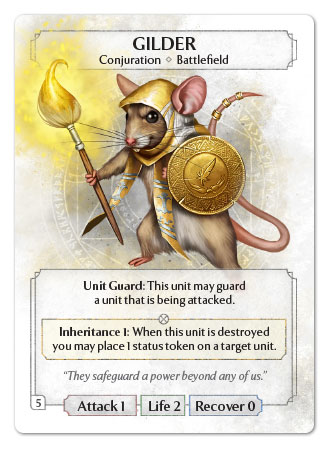 GILDER
Conjuration ⬦ Battlefield
Unit Guard: This unit may guard
a unit that is being attacked.
Inheritance 1: When this unit is destroyed
you may place 1 status token on a target unit.
"They safeguard a power beyond any of us."
5 Attack 1 Life 2 Recover 0